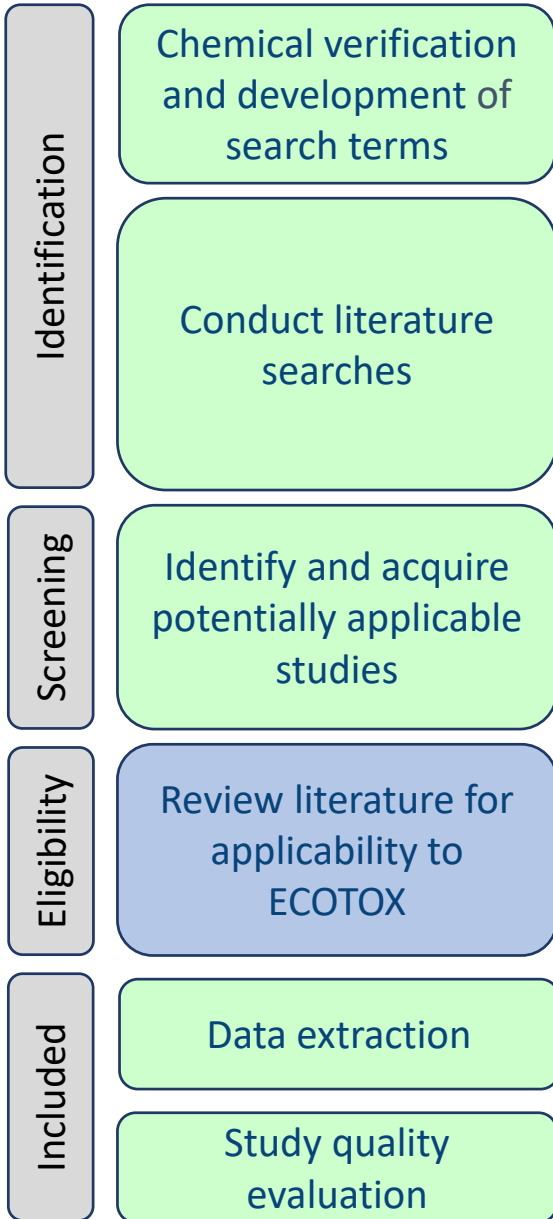 Identification
Chemical verification
and development of
search terms
Conduct literature
searches
Screening
Identify and acquire
potentially applicable
studies
Eligibility
Review literature for
applicability to
ECOTOX
Included
Data extraction
Study quality
evaluation